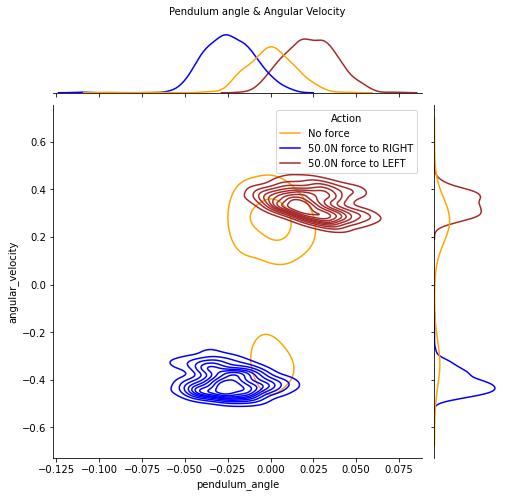 Pendulum angle & Angular Velocity
Action
No force
50.0N force to RIGHT
50.0N force to LEFT
0.6
0.4
0.2
0.0
−0.2
−0.4
−0.6
angular_velocity
−0.125 −0.100 −0.075 −0.050 −0.025 0.000 0.025 0.050 0.075
pendulum_angle